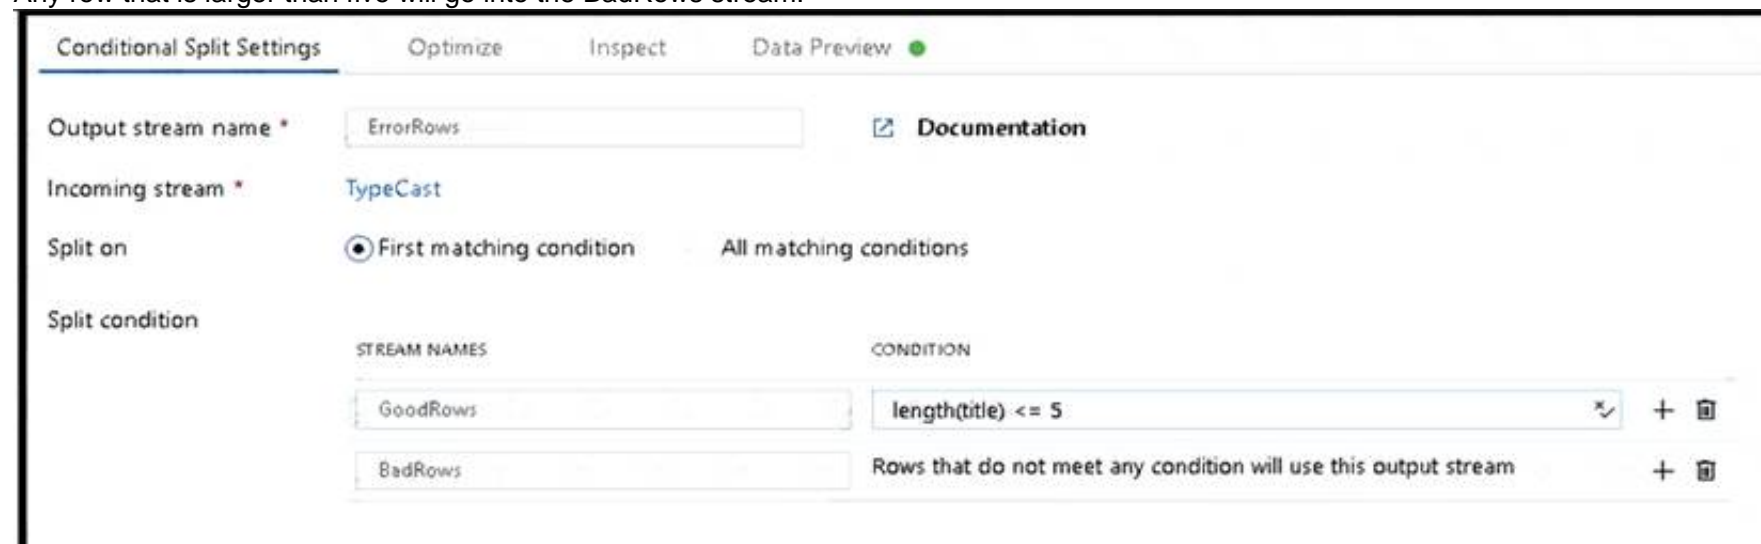 Any row that is larger than five will go into the BadRows stream.
Conditional Split Settings Optimize Inspect Data Preview
Output stream name * ErrorRows Documentation
Incoming stream * TypeCast
Split on First matching condition All matching conditions
Split condition
STREAM NAMES CONDITION
GoodRows length(title) <= 5
BadRows Rows that do not meet any condition will use this output stream